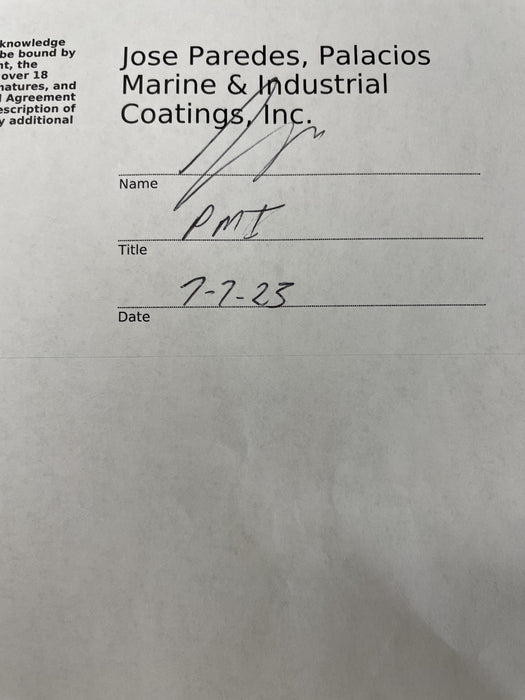 knowledge
be bound by
nt, the
over 18
natures, and
l Agreement
escription of
y additional
Jose Paredes, Palacios
Marine & Industrial
Coatings, Inc.
Name
PMI
Title
7-7-23
Date